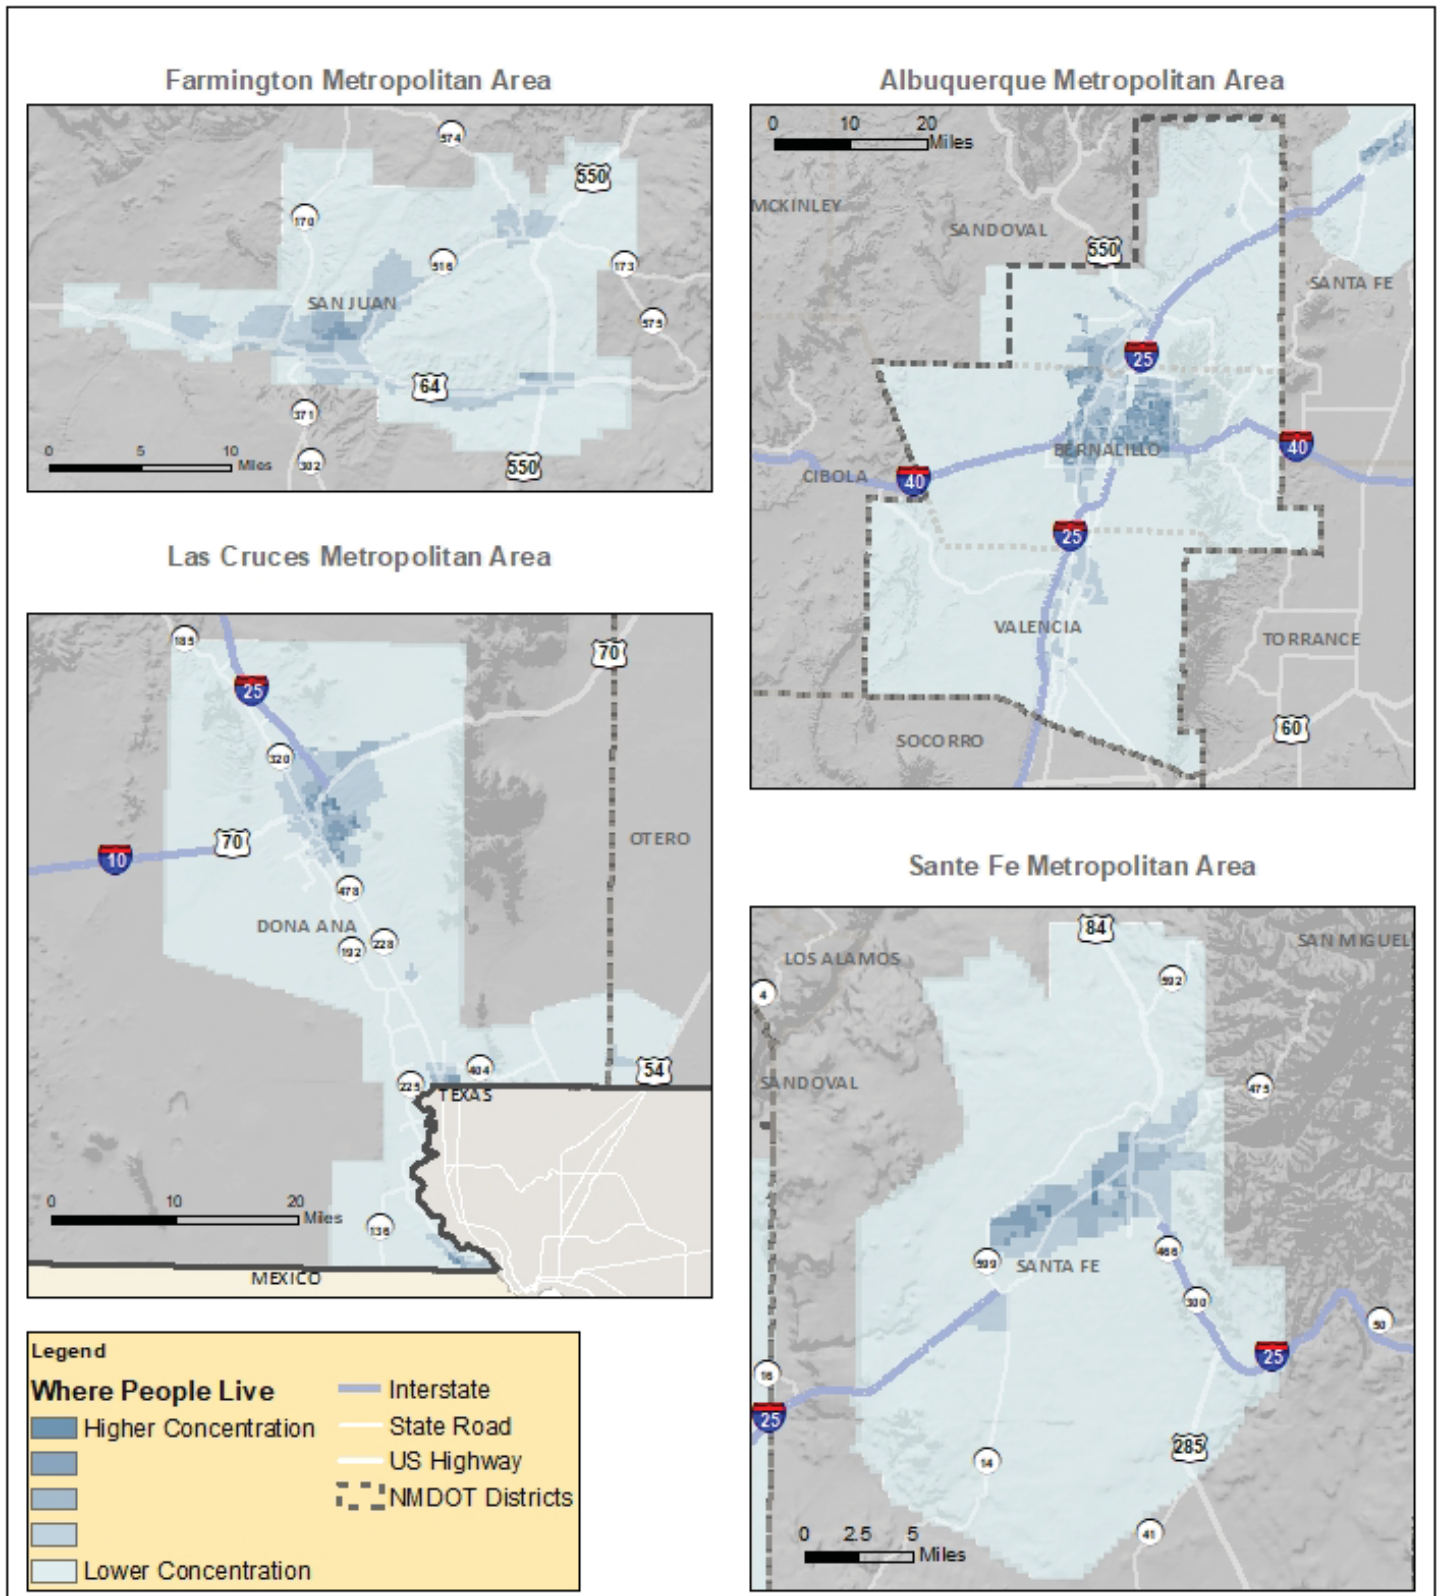 Farmington Metropolitan Area
574
550
170
516
173
SAN JUAN
575
64
371
302
550
0 5 10
Miles
Albuquerque Metropolitan Area
0 10 20
Miles
MCKINLEY
SANDOVAL
550
SANTA FE
25
BERNALILLO
40
CIBOLA
40
25
VALENCIA
TORRANCE
60
SOCORRO
Las Cruces Metropolitan Area
185
70
25
320
70
10
OTERO
478
DONA ANA
228
192
404
54
225
TEXAS
0 10 20
Miles
136
MEXICO
Sante Fe Metropolitan Area
84
SAN MIGUEL
LOS ALAMOS
592
4
SANDOVAL
475
466
599
SANTA FE
300
50
25
16
25
285
14
41
0 2.5 5
Miles
Legend
Where People Live
Higher Concentration
Lower Concentration
Interstate
State Road
US Highway
NMDOT Districts